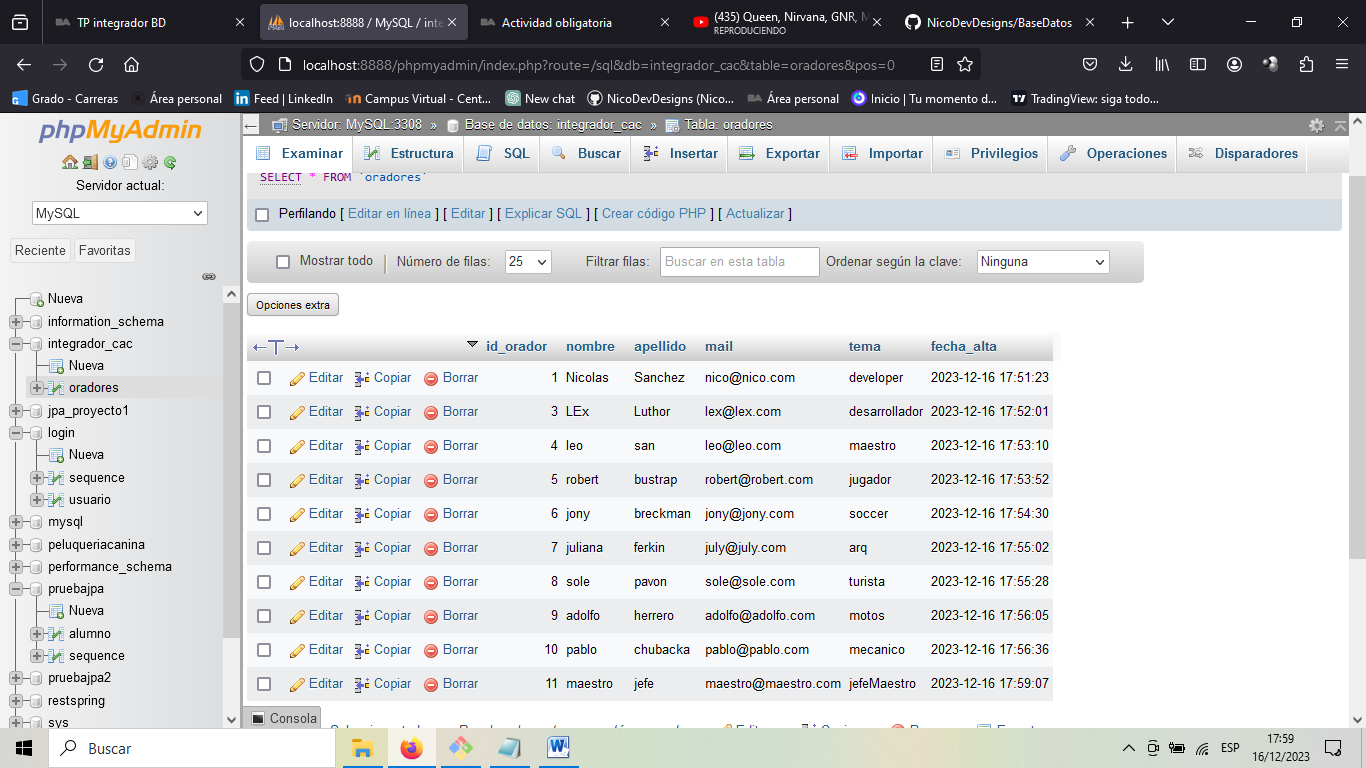 TP integrador BD
localhost:8888 / MySQL / inte
Actividad obligatoria
(435) Queen, Nirvana, GNR, M
REPRODUCIENDO
NicoDevDesigns/BaseDatos
localhost:8888/phpmyadmin/index.php?route=/sql&db=integrador_cac&table=oradores&pos=0
Grado - Carreras
Área personal
Feed | LinkedIn
Campus Virtual - Cent...
New chat
NicoDevDesigns (Nico...
Área personal
Inicio | Tu momento d...
TradingView: siga todo...
phpMyAdmin
Servidor actual:
MySQL
Reciente
Favoritas
Nueva
information_schema
integrador_cac
Nueva
oradores
jpa_proyecto1
login
Nueva
sequence
usuario
mysql
peluqueriacanina
performance_schema
pruebajpa
Nueva
alumno
sequence
pruebajpa2
restspring
sys
Servidor: MySQL:3308 » Base de datos: integrador_cac » Tabla: oradores
Examinar Estructura SQL Buscar Insertar Exportar Importar Privilegios Operaciones Disparadores
SELECT * FROM `oradores`
Perfilando [ Editar en línea ] [ Editar ] [ Explicar SQL ] [ Crear código PHP ] [ Actualizar ]
Mostrar todo | Número de filas: 25 Filtrar filas: Buscar en esta tabla Ordenar según la clave: Ninguna
Opciones extra
id_orador nombre apellido mail tema fecha_alta
Editar Copiar Borrar 1 Nicolas Sanchez nico@nico.com developer 2023-12-16 17:51:23
Editar Copiar Borrar 3 LEx Luthor lex@lex.com desarrollador 2023-12-16 17:52:01
Editar Copiar Borrar 4 leo san leo@leo.com maestro 2023-12-16 17:53:10
Editar Copiar Borrar 5 robert bustrap robert@robert.com jugador 2023-12-16 17:53:52
Editar Copiar Borrar 6 jony breckman jony@jony.com soccer 2023-12-16 17:54:30
Editar Copiar Borrar 7 juliana ferkin july@july.com arq 2023-12-16 17:55:02
Editar Copiar Borrar 8 sole pavon sole@sole.com turista 2023-12-16 17:55:28
Editar Copiar Borrar 9 adolfo herrero adolfo@adolfo.com motos 2023-12-16 17:56:05
Editar Copiar Borrar 10 pablo chubacka pablo@pablo.com mecanico 2023-12-16 17:56:36
Editar Copiar Borrar 11 maestro jefe maestro@maestro.com jefeMaestro 2023-12-16 17:59:07
Consola
Buscar
ESP
17:59
16/12/2023